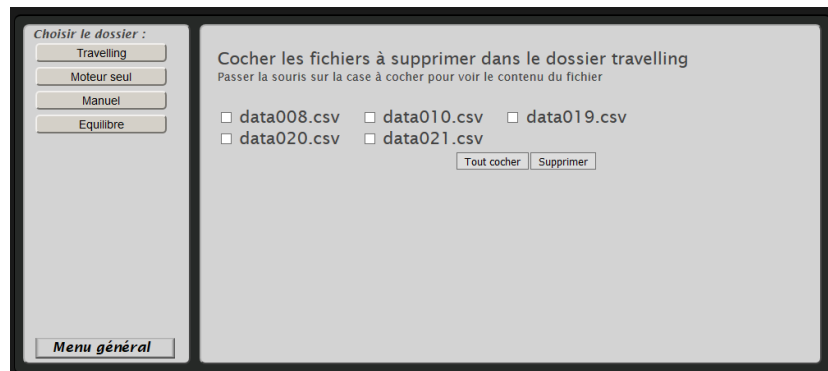 Choisir le dossier :
Travelling
Moteur seul
Manuel
Equilibre
Menu général
Cocher les fichiers à supprimer dans le dossier travelling
Passer la souris sur la case à cocher pour voir le contenu du fichier
data008.csv data010.csv data019.csv
data020.csv data021.csv
Tout cocher Supprimer